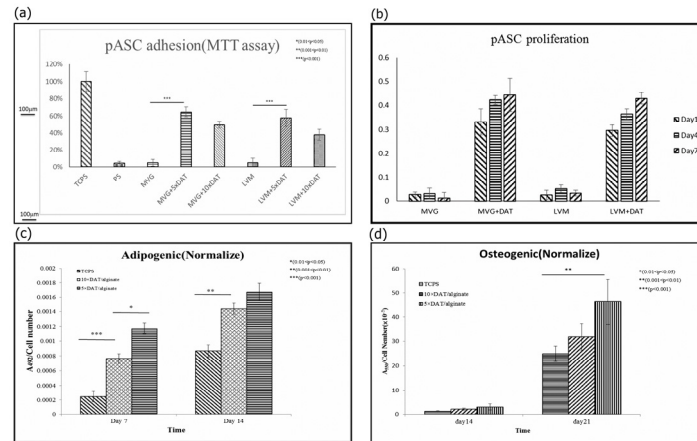 (a)
pASC adhesion(MTT assay)
*(0.01<p<0.05)
**(0.001<p<0.01)
***(p<0.001)
120%
100%
80%
60%
40%
20%
0%
***
***
100μm
100μm
TCPS
PS
MVG
MVG+5xDAT
MVG+10xDAT
LVM
LVM+5xDAT
LVM+10xDAT
(b)
pASC proliferation
0.6
0.5
0.4
0.3
0.2
0.1
0
Day1
Day4
Day7
MVG
MVG+DAT
LVM
LVM+DAT
(c)
Adipogenic(Normalize)
TCPS
10×DAT/alginate
5×DAT/alginate
*(0.01<p<0.05)
**(0.001<p<0.01)
***(p<0.001)
0.002
0.0018
0.0016
0.0014
0.0012
0.001
0.0008
0.0006
0.0004
0.0002
0
/Cell number
***
*
**
Day 7
Day 14
Time
(d)
Osteogenic(Normalize)
TCPS
10×DAT/alginate
5×DAT/alginate
*(0.01<p<0.05)
**(0.001<p<0.01)
***(p<0.001)
60
50
40
30
20
10
0
**
day14
day21
Time